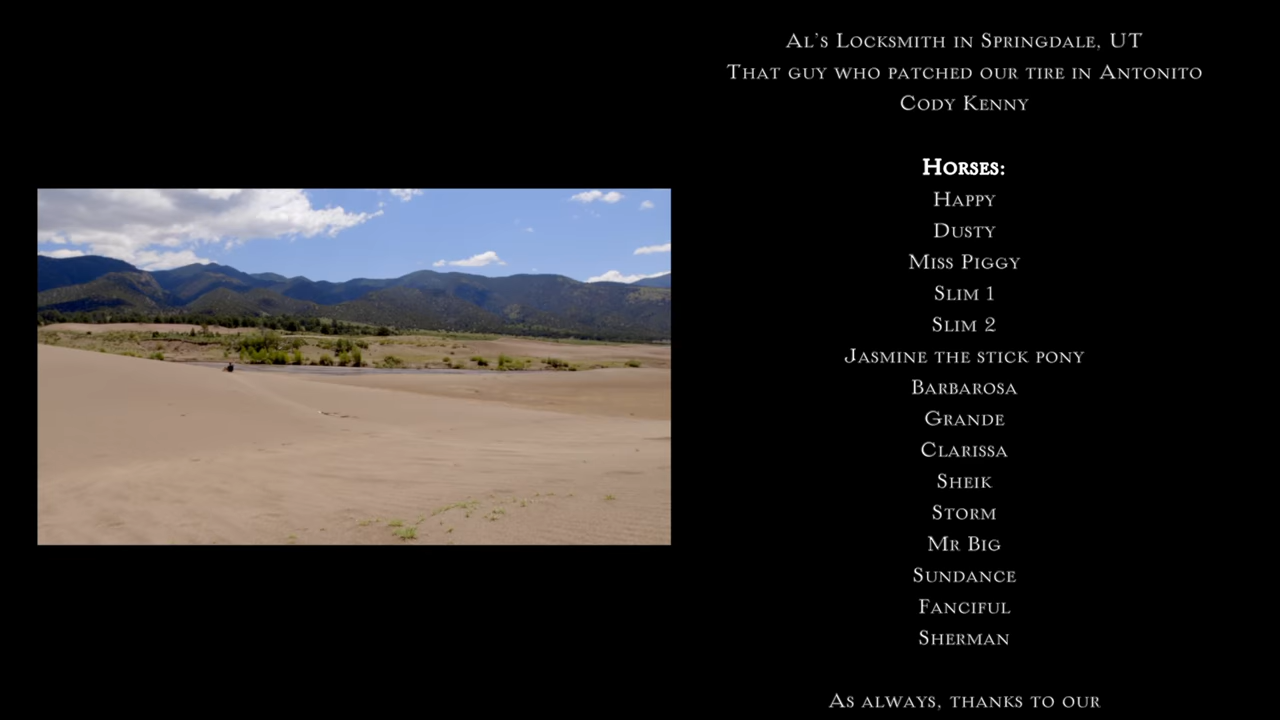 Al's Locksmith in Springdale, UT
That guy who patched our tire in Antonito
Cody Kenny
Horses:
Happy
Dusty
Miss Piggy
Slim 1
Slim 2
Jasmine the stick pony
Barbarosa
Grande
Clarissa
Sheik
Storm
Mr Big
Sundance
Fanciful
Sherman
As always, thanks to our